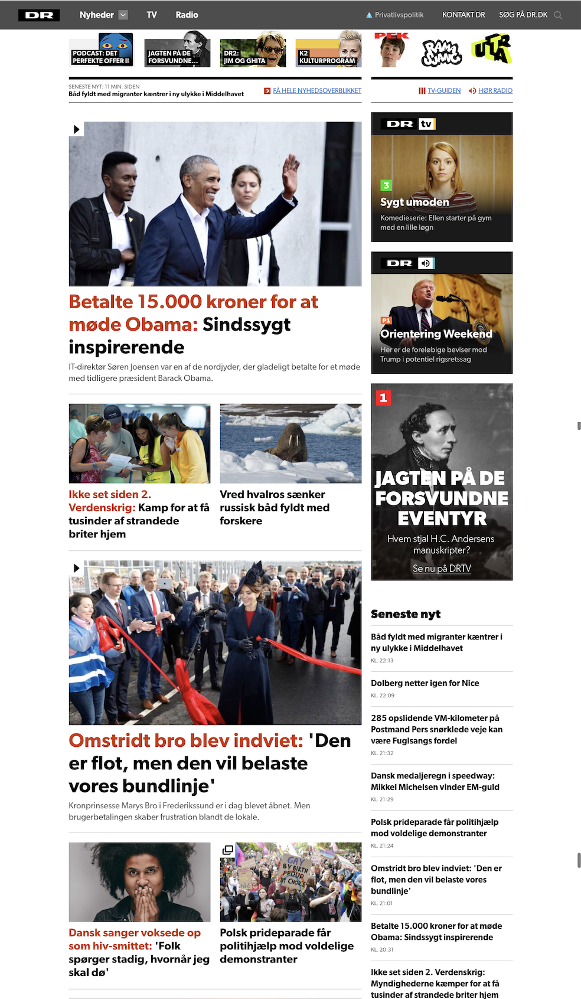 DR
Nyheder
TV
Radio
Privatlivspolitik
KONTAKT DR
SØG PÅ DR.DK
PODCAST: DET
PERFEKTE OFFER II
JAGTEN PÅ DE
FORSVUNDNE...
DR2:
JIM OG GHITA
K2
KULTURPROGRAM
PEK
RAMA
SJANG
ULTRA
SENESTE NYT: 11 MIN. SIDEN
Båd fyldt med migranter kæntrer i ny ulykke i Middelhavet
FÅ HELE NYHEDSOVERBLIKKET
TV-GUIDEN
HØR RADIO
Betalte 15.000 kroner for at
møde Obama: Sindssygt
inspirerende
IT-direktør Søren Joensen var en af de nordjyder, der gladeligt betalte for et møde
med tidligere præsident Barack Obama.
Ikke set siden 2.
Verdenskrig: Kamp for at få
tusinder af strandede
briter hjem
Vred hvalros sænker
russisk båd fyldt med
forskere
Omstridt bro blev indviet: 'Den
er flot, men den vil belaste
vores bundlinje'
Kronprinsesse Marys Bro i Frederikssund er i dag blevet åbnet. Men
brugerbetalingen skaber frustration blandt de lokale.
GAY
BY BIRTH
PROUD
BY CHOICE
Dansk sanger voksede op
som hiv-smittet: 'Folk
spørger stadig, hvornår jeg
skal dø'
Polsk prideparade får
politihjælp mod voldelige
demonstranter
DR tv
3
Sygt umoden
Komedieserie: Ellen starter på gym
med en lille løgn
DR
P1
Orientering Weekend
Her er de foreløbige beviser mod
Trump i potentiel rigsretssag
1
JAGTEN PÅ DE
FORSVUNDNE
EVENTYR
Hvem stjal H.C. Andersens
manuskripter?
Se nu på DRTV
Seneste nyt
Båd fyldt med migranter kæntrer i
ny ulykke i Middelhavet
KL. 22:13
Dolberg netter igen for Nice
KL. 22:09
285 opslidende VM-kilometer på
Postmand Pers snørklede veje kan
være Fuglsangs fordel
KL. 21:32
Dansk medaljeregn i speedway:
Mikkel Michelsen vinder EM-guld
KL. 21:29
Polsk prideparade får politihjælp
mod voldelige demonstranter
KL. 21:24
Omstridt bro blev indviet: 'Den er
flot, men den vil belaste vores
bundlinje'
KL. 21:01
Betalte 15.000 kroner for at møde
Obama: Sindssygt inspirerende
KL. 20:31
Ikke set siden 2. Verdenskrig:
Myndighederne kæmper for at få
tusinder af strandede briter hjem